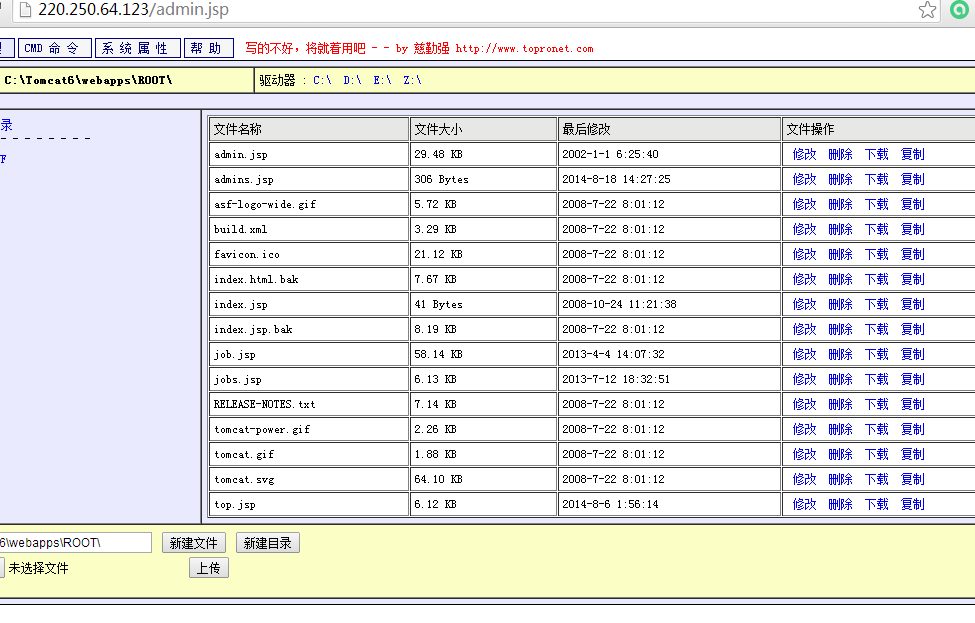 220.250.64.123/admin.jsp
CMD 命 令 系 统 属 性 帮 助 写的不好，将就着用吧 - - by 慈勤强 http://www.topronet.com
C:\Tomcat6\webapps\ROOT\ 驱动器 : C:\ D:\ E:\ Z:\
录
- - - - - - - -
F
文件名称 文件大小 最后修改 文件操作
admin.jsp 29.48 KB 2002-1-1 6:25:40 修改 删除 下载 复制
admins.jsp 306 Bytes 2014-8-18 14:27:25 修改 删除 下载 复制
asf-logo-wide.gif 5.72 KB 2008-7-22 8:01:12 修改 删除 下载 复制
build.xml 3.29 KB 2008-7-22 8:01:12 修改 删除 下载 复制
favicon.ico 21.12 KB 2008-7-22 8:01:12 修改 删除 下载 复制
index.html.bak 7.67 KB 2008-7-22 8:01:12 修改 删除 下载 复制
index.jsp 41 Bytes 2008-10-24 11:21:38 修改 删除 下载 复制
index.jsp.bak 8.19 KB 2008-7-22 8:01:12 修改 删除 下载 复制
job.jsp 58.14 KB 2013-4-4 14:07:32 修改 删除 下载 复制
jobs.jsp 6.13 KB 2013-7-12 18:32:51 修改 删除 下载 复制
RELEASE-NOTES.txt 7.14 KB 2008-7-22 8:01:12 修改 删除 下载 复制
tomcat-power.gif 2.26 KB 2008-7-22 8:01:12 修改 删除 下载 复制
tomcat.gif 1.88 KB 2008-7-22 8:01:12 修改 删除 下载 复制
tomcat.svg 64.10 KB 2008-7-22 8:01:12 修改 删除 下载 复制
top.jsp 6.12 KB 2014-8-6 1:56:14 修改 删除 下载 复制
6\webapps\ROOT\ 新建文件 新建目录
未选择文件 上传